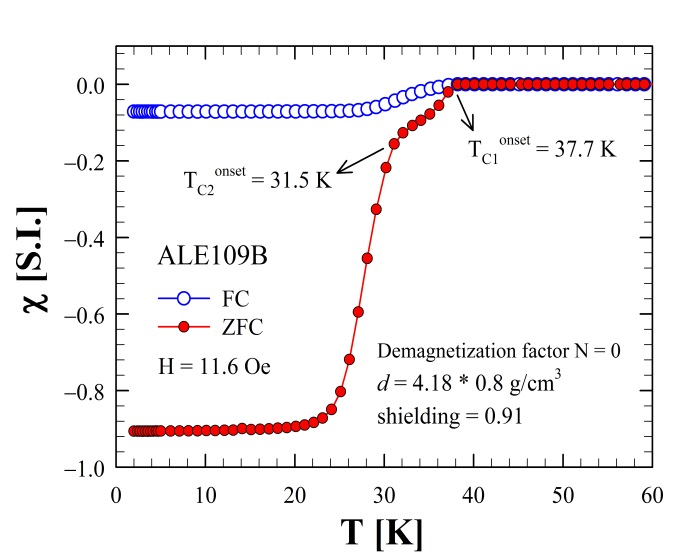 0.0
−0.2
−0.4
−0.6
−0.8
−1.0
χ [S.I.]
T_C1^onset = 37.7 K
T_C2^onset = 31.5 K
ALE109B
FC
ZFC
H = 11.6 Oe
Demagnetization factor N = 0
d = 4.18 * 0.8 g/cm³
shielding = 0.91
0 10 20 30 40 50 60
T [K]